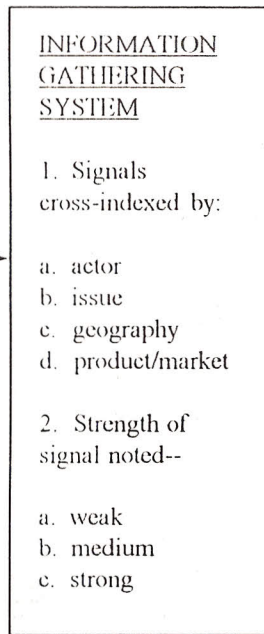 INFORMATION
GATHERING
SYSTEM
1. Signals
cross-indexed by:
a. actor
b. issue
c. geography
d. product/market
2. Strength of
signal noted--
a. weak
b. medium
c. strong